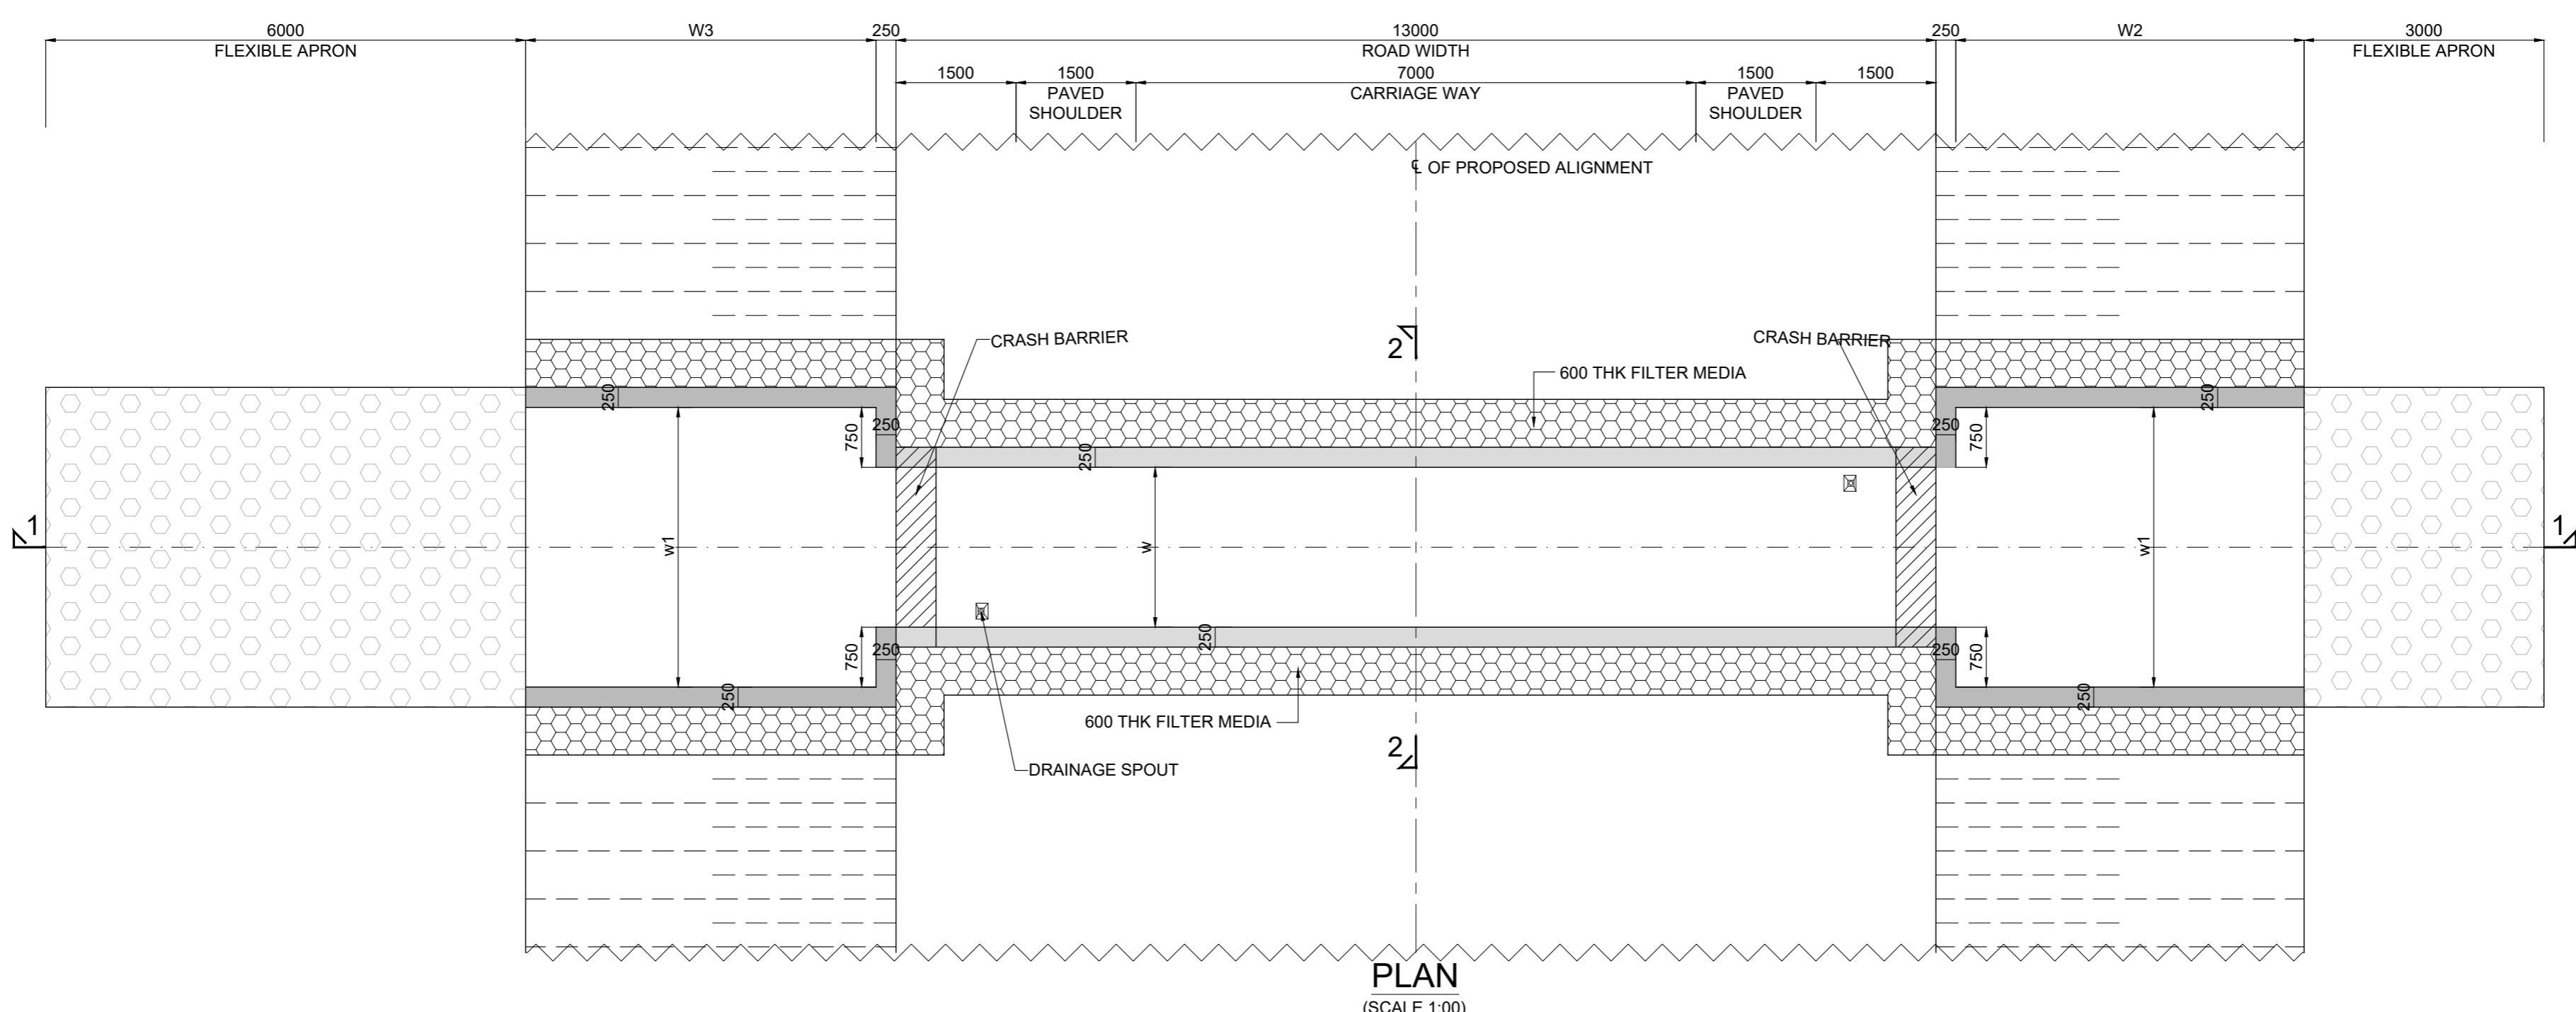 6000
W3
250
13000
250
W2
3000
FLEXIBLE APRON
ROAD WIDTH
FLEXIBLE APRON
1500
1500
7000
1500
1500
PAVED
SHOULDER
CARRIAGE WAY
PAVED
SHOULDER
℄ OF PROPOSED ALIGNMENT
CRASH BARRIER
2
CRASH BARRIER
600 THK FILTER MEDIA
250
250
250
750
250
250
750
250
1
w1
w
w1
1
DRAINAGE SPOUT
750
250
250
250
750
250
250
600 THK FILTER MEDIA
2
PLAN
(SCALE 1:00)